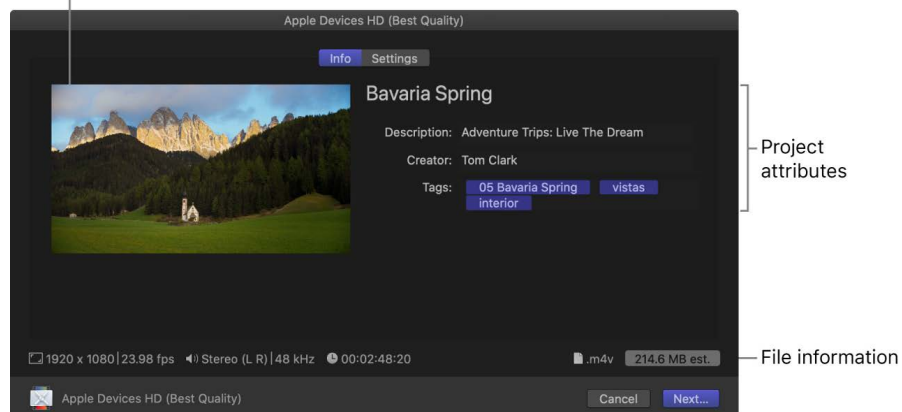 Apple Devices HD (Best Quality)
Info Settings
Bavaria Spring
Description: Adventure Trips: Live The Dream
Creator: Tom Clark
Tags: 05 Bavaria Spring vistas
interior
Project
attributes
1920 x 1080|23.98 fps Stereo (L R)|48 kHz 00:02:48:20 .m4v 214.6 MB est.
File information
Apple Devices HD (Best Quality) Cancel Next...